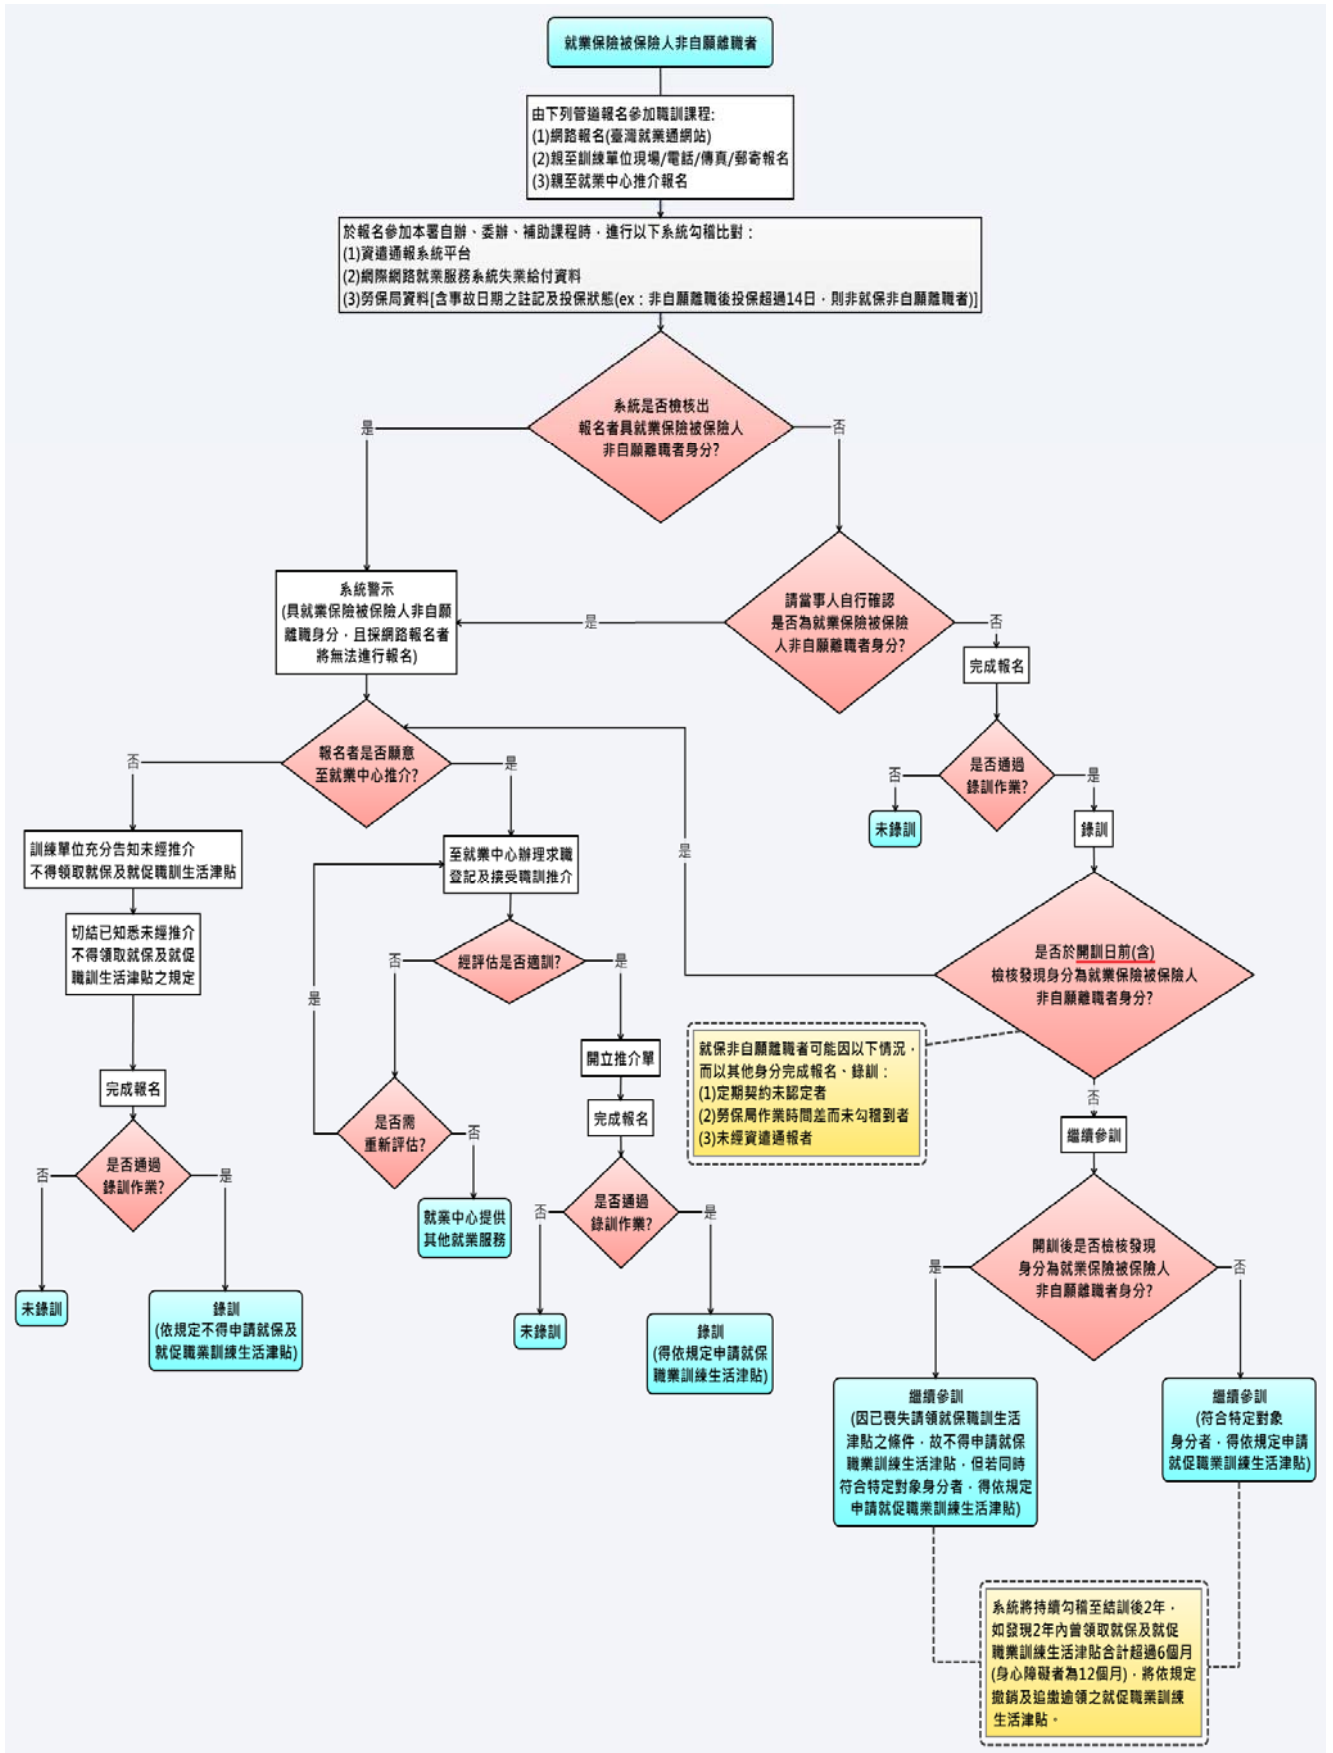 就業保險被保險人非自願離職者
由下列管道報名參加職訓課程:
(1)網路報名(臺灣就業通網站)
(2)親至訓練單位現場/電話/傳真/郵寄報名
(3)親至就業中心推介報名
於報名參加本署自辦、委辦、補助課程時，進行以下系統勾稽比對：
(1)資遣通報系統平台
(2)網際網路就業服務系統失業給付資料
(3)勞保局資料[含事故日期之註記及投保狀態(ex：非自願離職後投保超過14日，則非就保非自願離職者)]
系統是否檢核出
報名者具就業保險被保險人
非自願離職者身分?
是
否
系統警示
(具就業保險被保險人非自願
離職身分，且採網路報名者
將無法進行報名)
是
請當事人自行確認
是否為就業保險被保險
人非自願離職者身分?
否
完成報名
否
報名者是否願意
至就業中心推介?
是
否
是否通過
錄訓作業?
是
未錄訓
錄訓
訓練單位充分告知未經推介
不得領取就保及就促職訓生活津貼
至就業中心辦理求職
登記及接受職訓推介
是
切結已知悉未經推介
不得領取就保及就促
職訓生活津貼之規定
否
經評估是否適訓?
是
是
是否於開訓日前(含)
檢核發現身分為就業保險被保險人
非自願離職者身分?
就保非自願離職者可能因以下情況，
而以其他身分完成報名、錄訓：
(1)定期契約未認定者
(2)勞保局作業時間差而未勾稽到者
(3)未經資遣通報者
開立推介單
完成報名
否
完成報名
是否需
重新評估?
否
繼續參訓
否
是否通過
錄訓作業?
是
就業中心提供
其他就業服務
否
是否通過
錄訓作業?
是
是
開訓後是否檢核發現
身分為就業保險被保險人
非自願離職者身分?
否
未錄訓
錄訓
(依規定不得申請就保及
就促職業訓練生活津貼)
未錄訓
錄訓
(得依規定申請就保
職業訓練生活津貼)
繼續參訓
(因已喪失請領就保職訓生活
津貼之條件，故不得申請就保
職業訓練生活津貼，但若同時
符合特定對象身分者，得依規定
申請就促職業訓練生活津貼)
繼續參訓
(符合特定對象
身分者，得依規定申請
就促職業訓練生活津貼)
系統將持續勾稽至結訓後2年，
如發現2年內曾領取就保及就促
職業訓練生活津貼合計超過6個月
(身心障礙者為12個月)，將依規定
撤銷及追繳逾領之就促職業訓練
生活津貼。